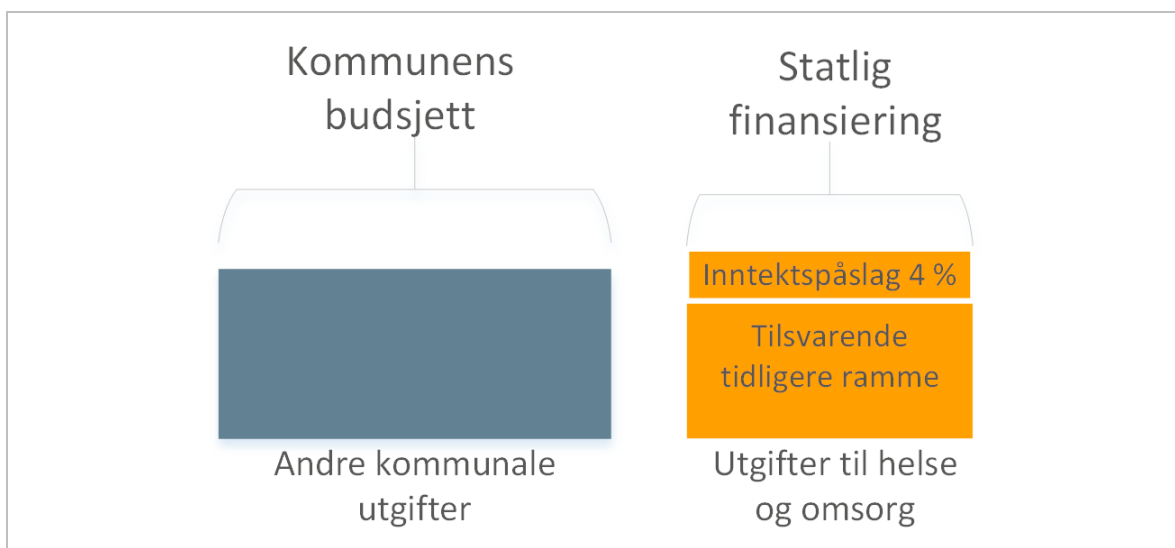 Kommunens
budsjett
Statlig
finansiering
Inntektspåslag 4 %
Tilsvarende
tidligere ramme
Andre kommunale
utgifter
Utgifter til helse
og omsorg